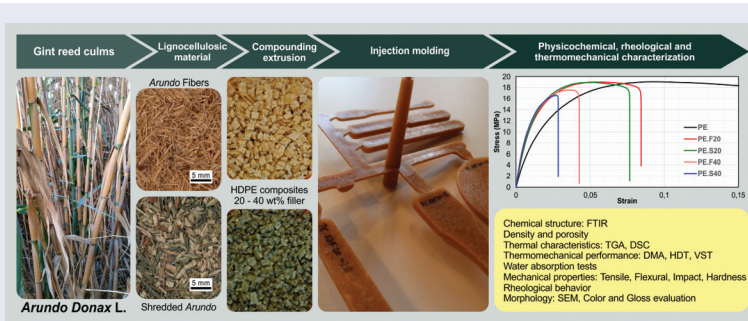 Gint reed culms
Lignocellulosic
material
Compounding
extrusion
Injection molding
Physicochemical, rheological and
thermomechanical characterization
Arundo Donax L.
Arundo Fibers
5 mm
5 mm
Shredded Arundo
HDPE composites
20 - 40 wt% filler
Stress (MPa)
20
18
16
14
12
10
8
6
4
2
0
0
0,05
0,1
0,15
Strain
PE
PE.F20
PE.S20
PE.F40
PE.S40
Chemical structure: FTIR
Density and porosity
Thermal characteristics: TGA, DSC
Thermomechanical performance: DMA, HDT, VST
Water absorption tests
Mechanical properties: Tensile, Flexural, Impact, Hardness
Rheological behavior
Morphology: SEM, Color and Gloss evaluation